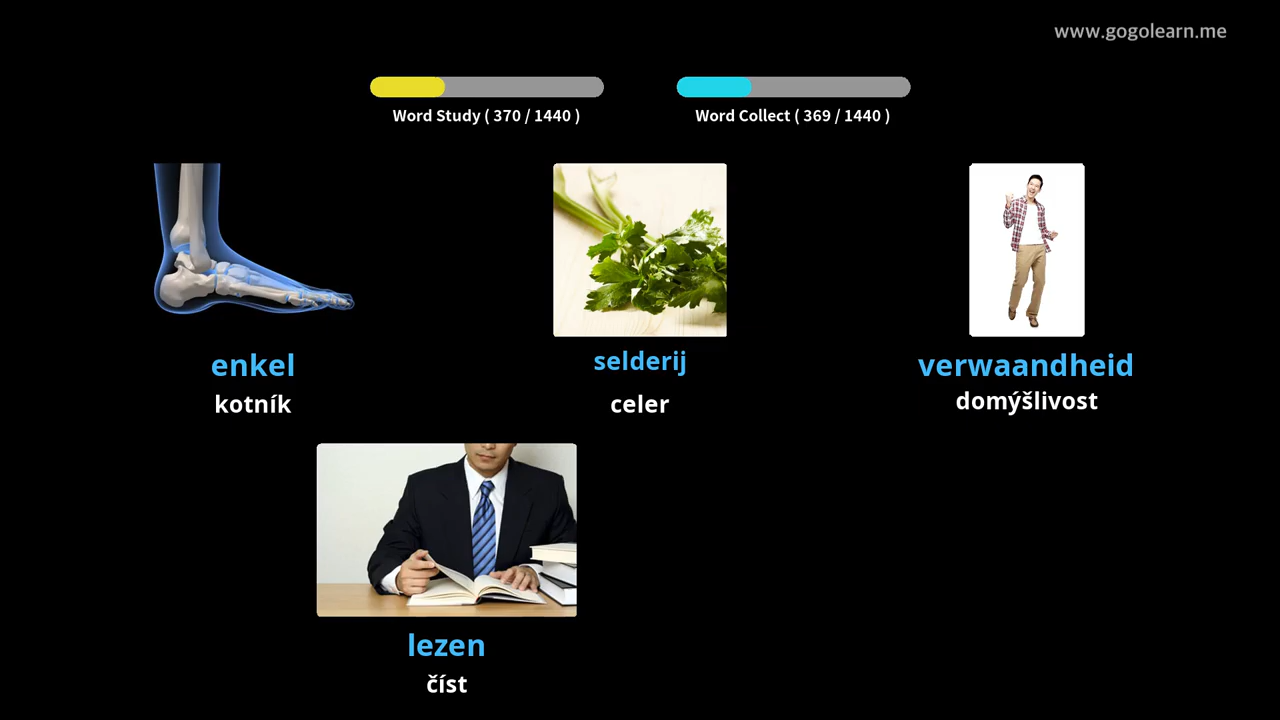 www.gogolearn.me
Word Study ( 370 / 1440 )
Word Collect ( 369 / 1440 )
enkel
kotník
selderij
celer
verwaandheid
domýšlivost
lezen
číst